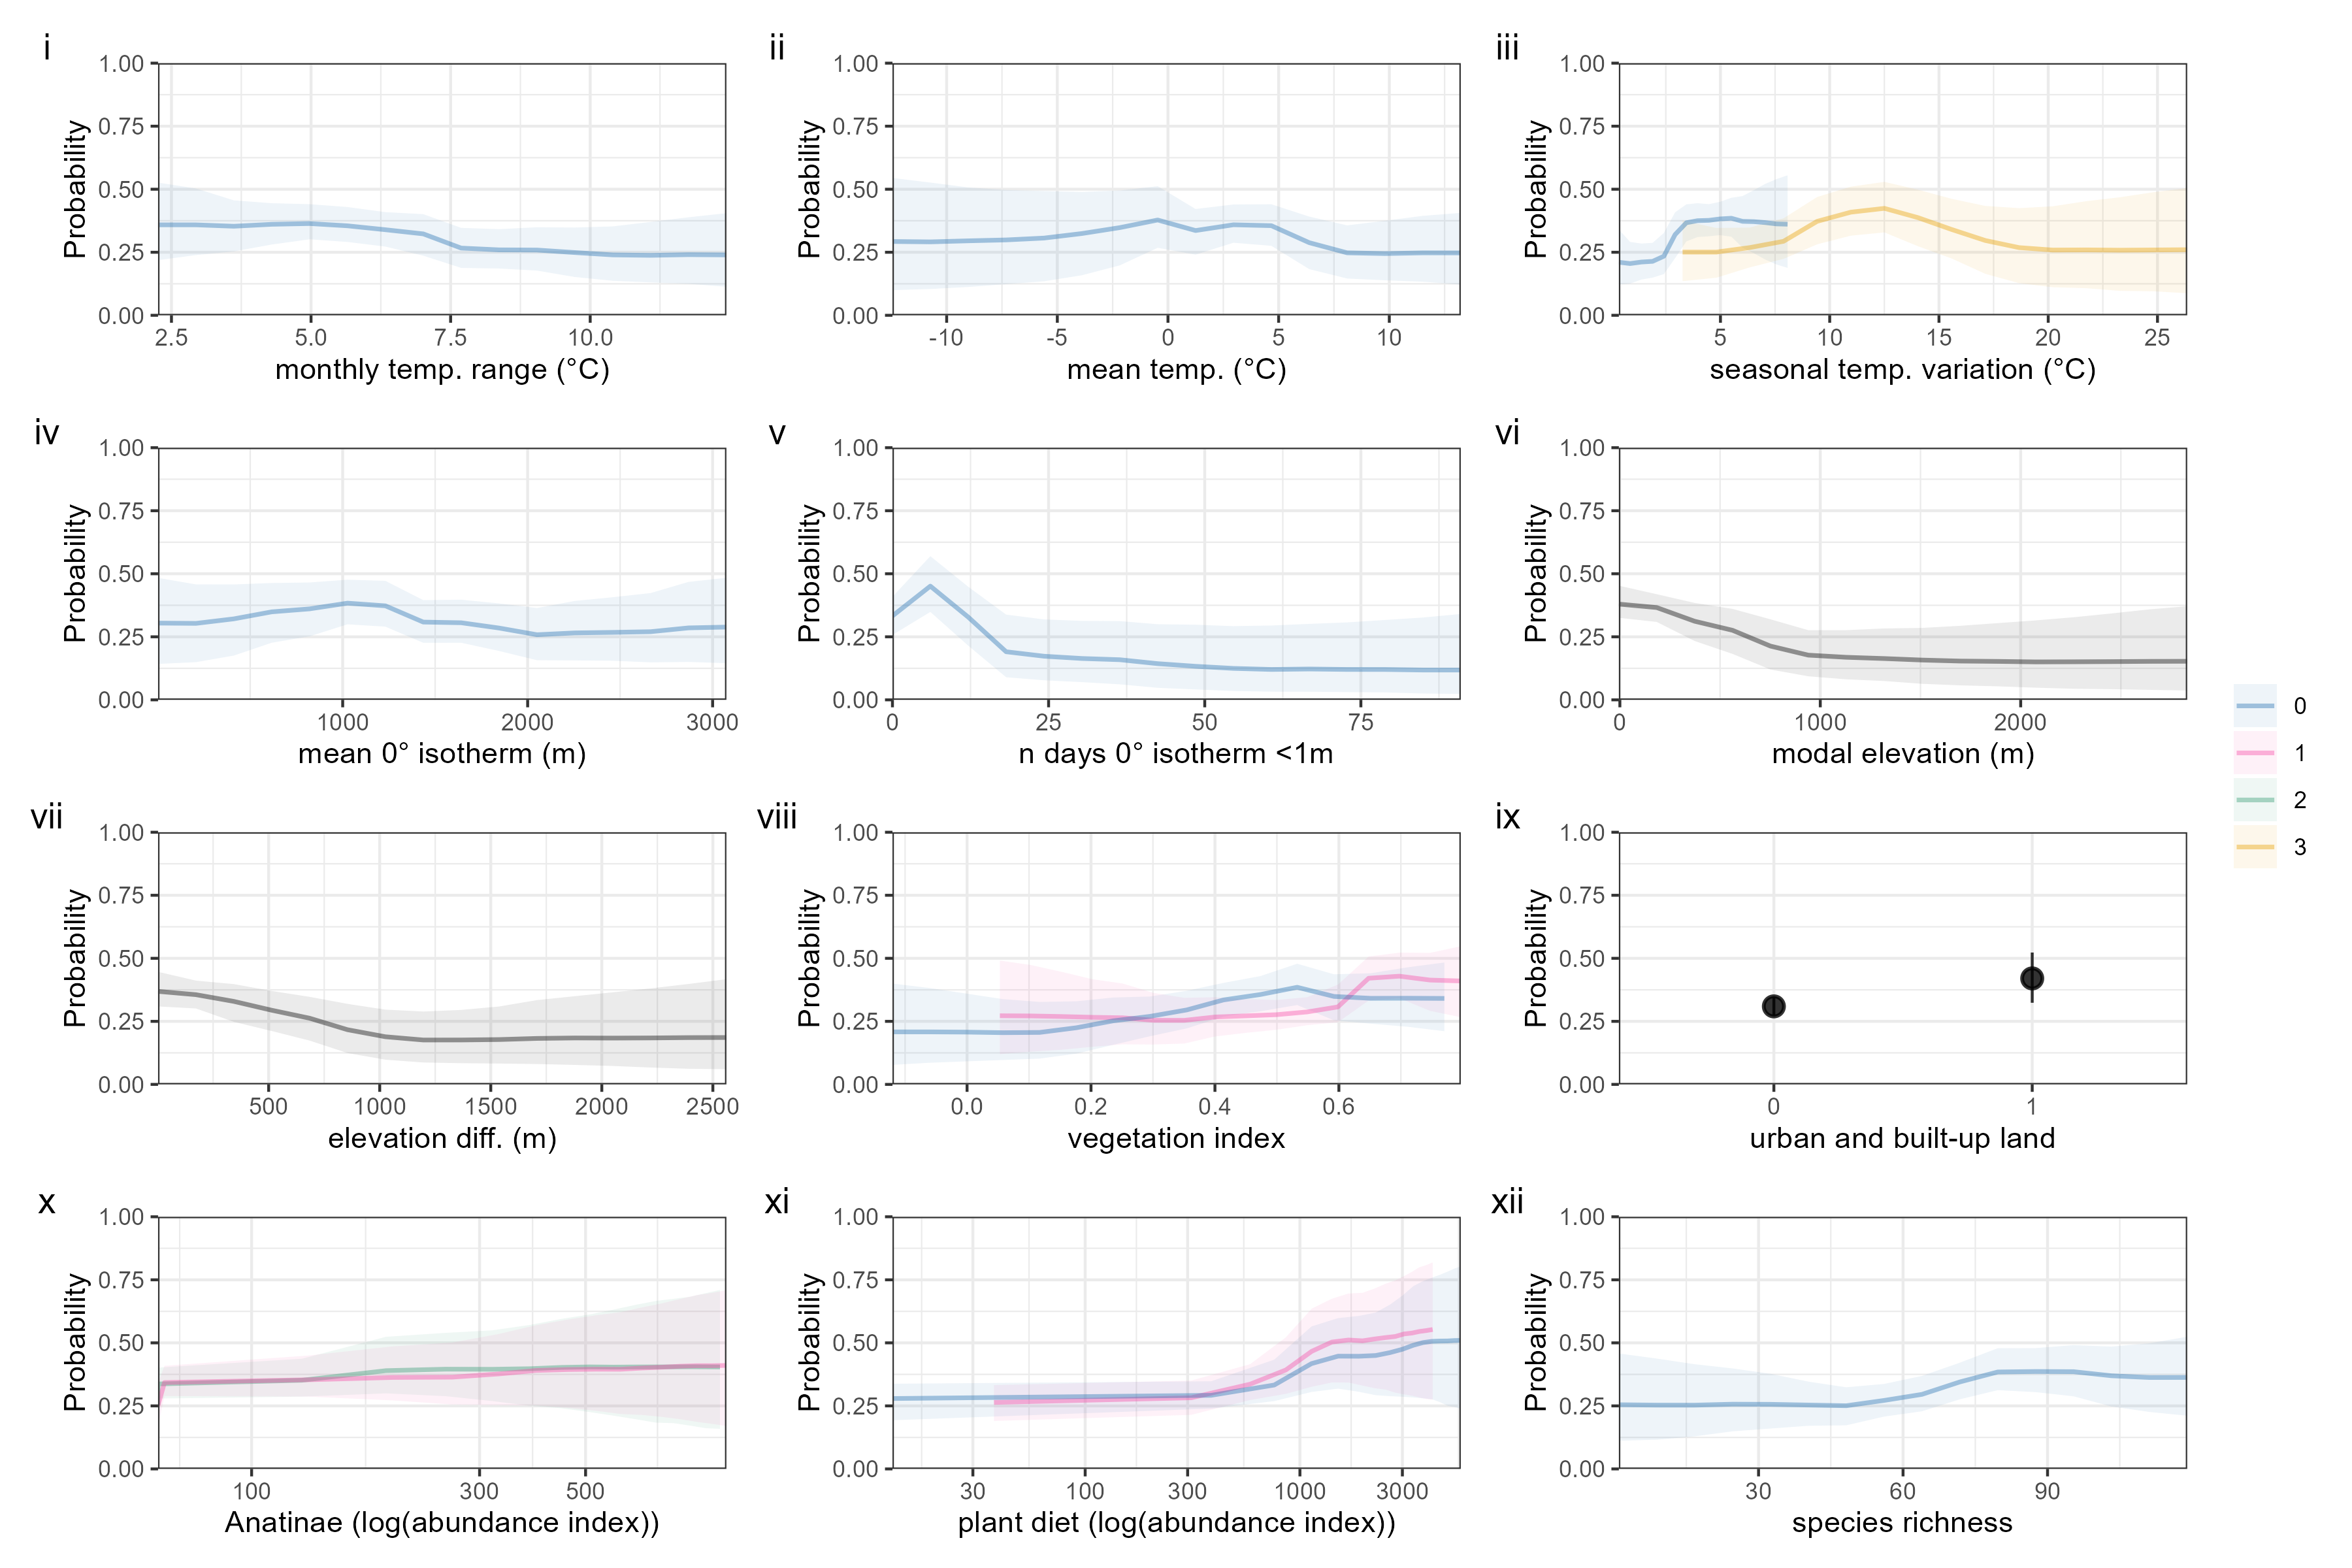 i
1.00
0.75
0.50
0.25
0.00
Probability
2.5 5.0 7.5 10.0
monthly temp. range (°C)
ii
1.00
0.75
0.50
0.25
0.00
Probability
-10 -5 0 5 10
mean temp. (°C)
iii
1.00
0.75
0.50
0.25
0.00
Probability
5 10 15 20 25
seasonal temp. variation (°C)
iv
1.00
0.75
0.50
0.25
0.00
Probability
1000 2000 3000
mean 0° isotherm (m)
v
1.00
0.75
0.50
0.25
0.00
Probability
0 25 50 75
n days 0° isotherm <1m
vi
1.00
0.75
0.50
0.25
0.00
Probability
0 1000 2000
modal elevation (m)
vii
1.00
0.75
0.50
0.25
0.00
Probability
500 1000 1500 2000 2500
elevation diff. (m)
viii
1.00
0.75
0.50
0.25
0.00
Probability
0.0 0.2 0.4 0.6
vegetation index
ix
1.00
0.75
0.50
0.25
0.00
Probability
0 1
urban and built-up land
x
1.00
0.75
0.50
0.25
0.00
Probability
100 300 500
Anatinae (log(abundance index))
xi
1.00
0.75
0.50
0.25
0.00
Probability
30 100 300 1000 3000
plant diet (log(abundance index))
xii
1.00
0.75
0.50
0.25
0.00
Probability
30 60 90
species richness
0
1
2
3